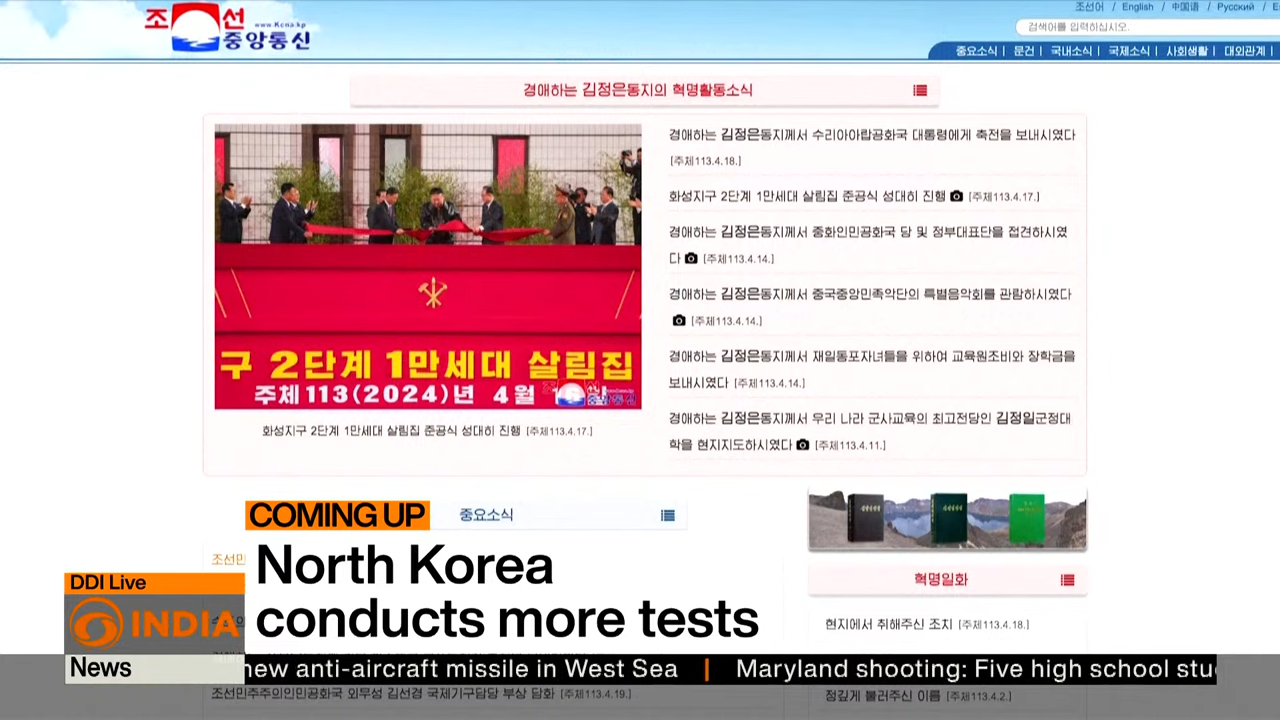 조선
www.kcna.kp
중앙통신
조선어 / English / 中国语 / Русский /
검색어를 입력하십시오.
중요소식 | 문건 | 국내소식 | 국제소식 | 사회생활 | 대외관계 |
경애하는 김정은동지의 혁명활동소식
경애하는 김정은동지께서 수리아아랍공화국 대통령에게 축전을 보내시였다
[주체113.4.18.]
화성지구 2단계 1만세대 살림집 준공식 성대히 진행 [주체113.4.17.]
경애하는 김정은동지께서 중화인민공화국 당 및 정부대표단을 접견하시였
다 [주체113.4.14.]
경애하는 김정은동지께서 중국중앙민족악단의 특별음악회를 관람하시였다
[주체113.4.14.]
경애하는 김정은동지께서 재일동포자녀들을 위하여 교육원조비와 장학금을
보내시였다 [주체113.4.14.]
경애하는 김정은동지께서 우리 나라 군사교육의 최고전당인 김정일군정대
학을 현지지도하시였다 [주체113.4.11.]
구 2단계 1만세대 살림집
주체113(2024)년 4월
화성지구 2단계 1만세대 살림집 준공식 성대히 진행 [주체113.4.17.]
COMING UP
중요소식
North Korea
conducts more tests
조선민
혁명일화
현지에서 취해주신 조치 [주체113.4.18.]
DDI Live
INDIA
News
new anti-aircraft missile in West Sea | Maryland shooting: Five high school stu
조선민주주의인민공화국 외무성 김선경 국제기구담당 부상 담화 [주체113.4.19.]
정깊게 불러주신 이름 [주체113.4.2.]